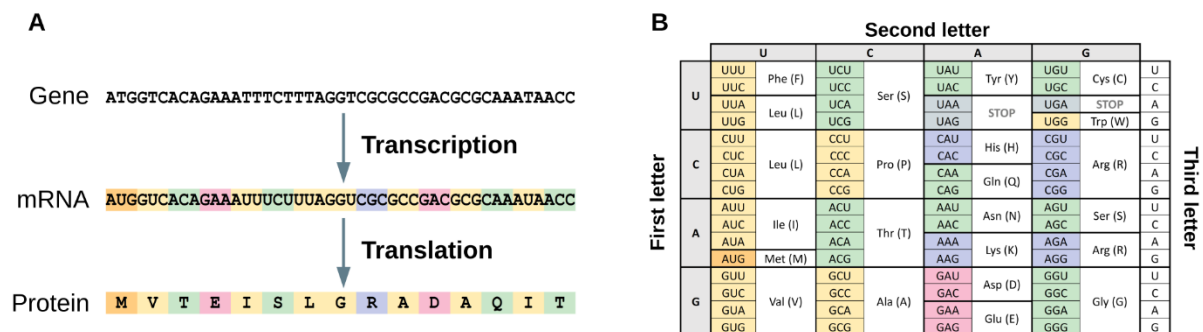 A
Gene ATGGTCACAGAAATTTCTTTAGGTCGCGCCGACGCGCAAATAACC
Transcription
mRNA AUGGUCACAGAAAUUUCUUUAGGUCGCGCCGACGCGCAAAUAACC
Translation
Protein M V T E I S L G R A D A Q I T
B
Second letter
U C A G
First letter
Third letter
U
UUU Phe (F) UCU Ser (S) UAU Tyr (Y) UGU Cys (C) U
UUC UCC UAC UGC C
UUA Leu (L) UCA UAA STOP UGA STOP A
UUG UCG UAG UGG Trp (W) G
C
CUU Leu (L) CCU Pro (P) CAU His (H) CGU Arg (R) U
CUC CCC CAC CGC C
CUA CCA CAA Gln (Q) CGA A
CUG CCG CAG CGG G
A
AUU Ile (I) ACU Thr (T) AAU Asn (N) AGU Ser (S) U
AUC ACC AAC AGC C
AUA ACA AAA Lys (K) AGA Arg (R) A
AUG Met (M) ACG AAG AGG G
G
GUU Val (V) GCU Ala (A) GAU Asp (D) GGU Gly (G) U
GUC GCC GAC GGC C
GUA GCA GAA Glu (E) GGA A
GUG GCG GAG GGG G